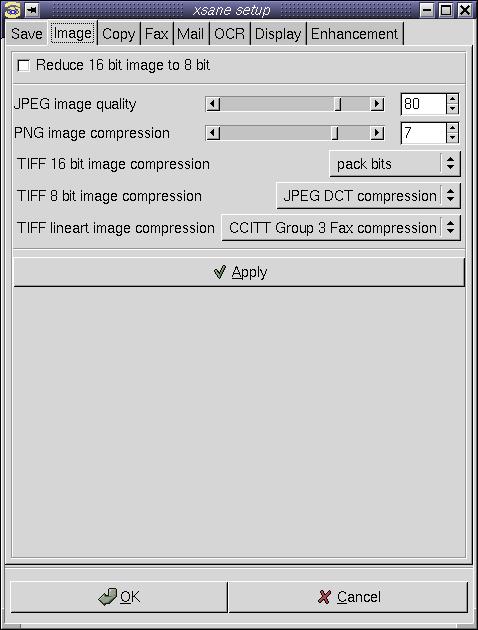 xsane setup
Save Image Copy Fax Mail OCR Display Enhancement
Reduce 16 bit image to 8 bit
JPEG image quality 80
PNG image compression 7
TIFF 16 bit image compression pack bits
TIFF 8 bit image compression JPEG DCT compression
TIFF lineart image compression CCITT Group 3 Fax compression
Apply
OK Cancel